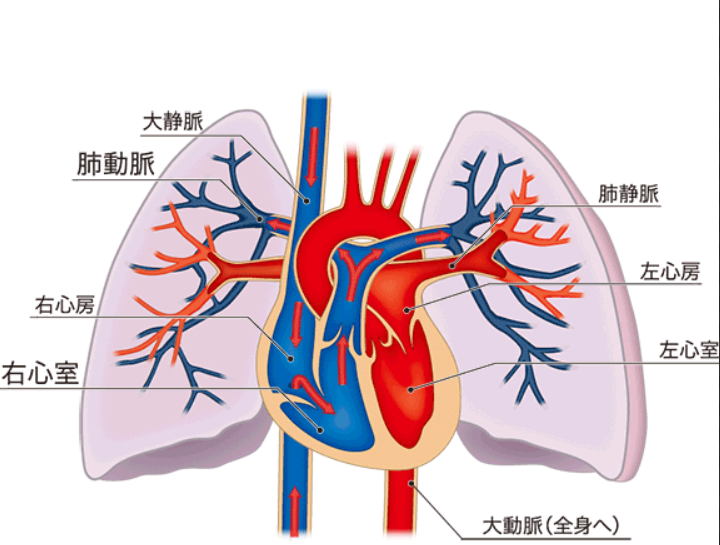 大静脈
肺動脈
肺静脈
左心房
右心房
左心室
右心室
大動脈(全身へ)